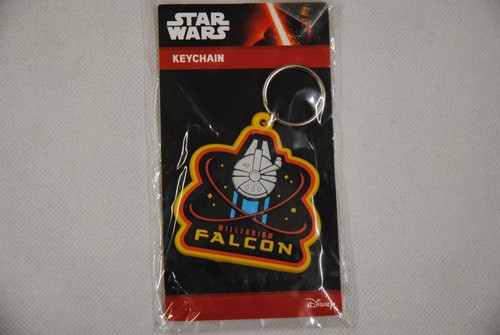 STAR
WARS
KEYCHAIN
MILLENNIUM
FALCON
Disney